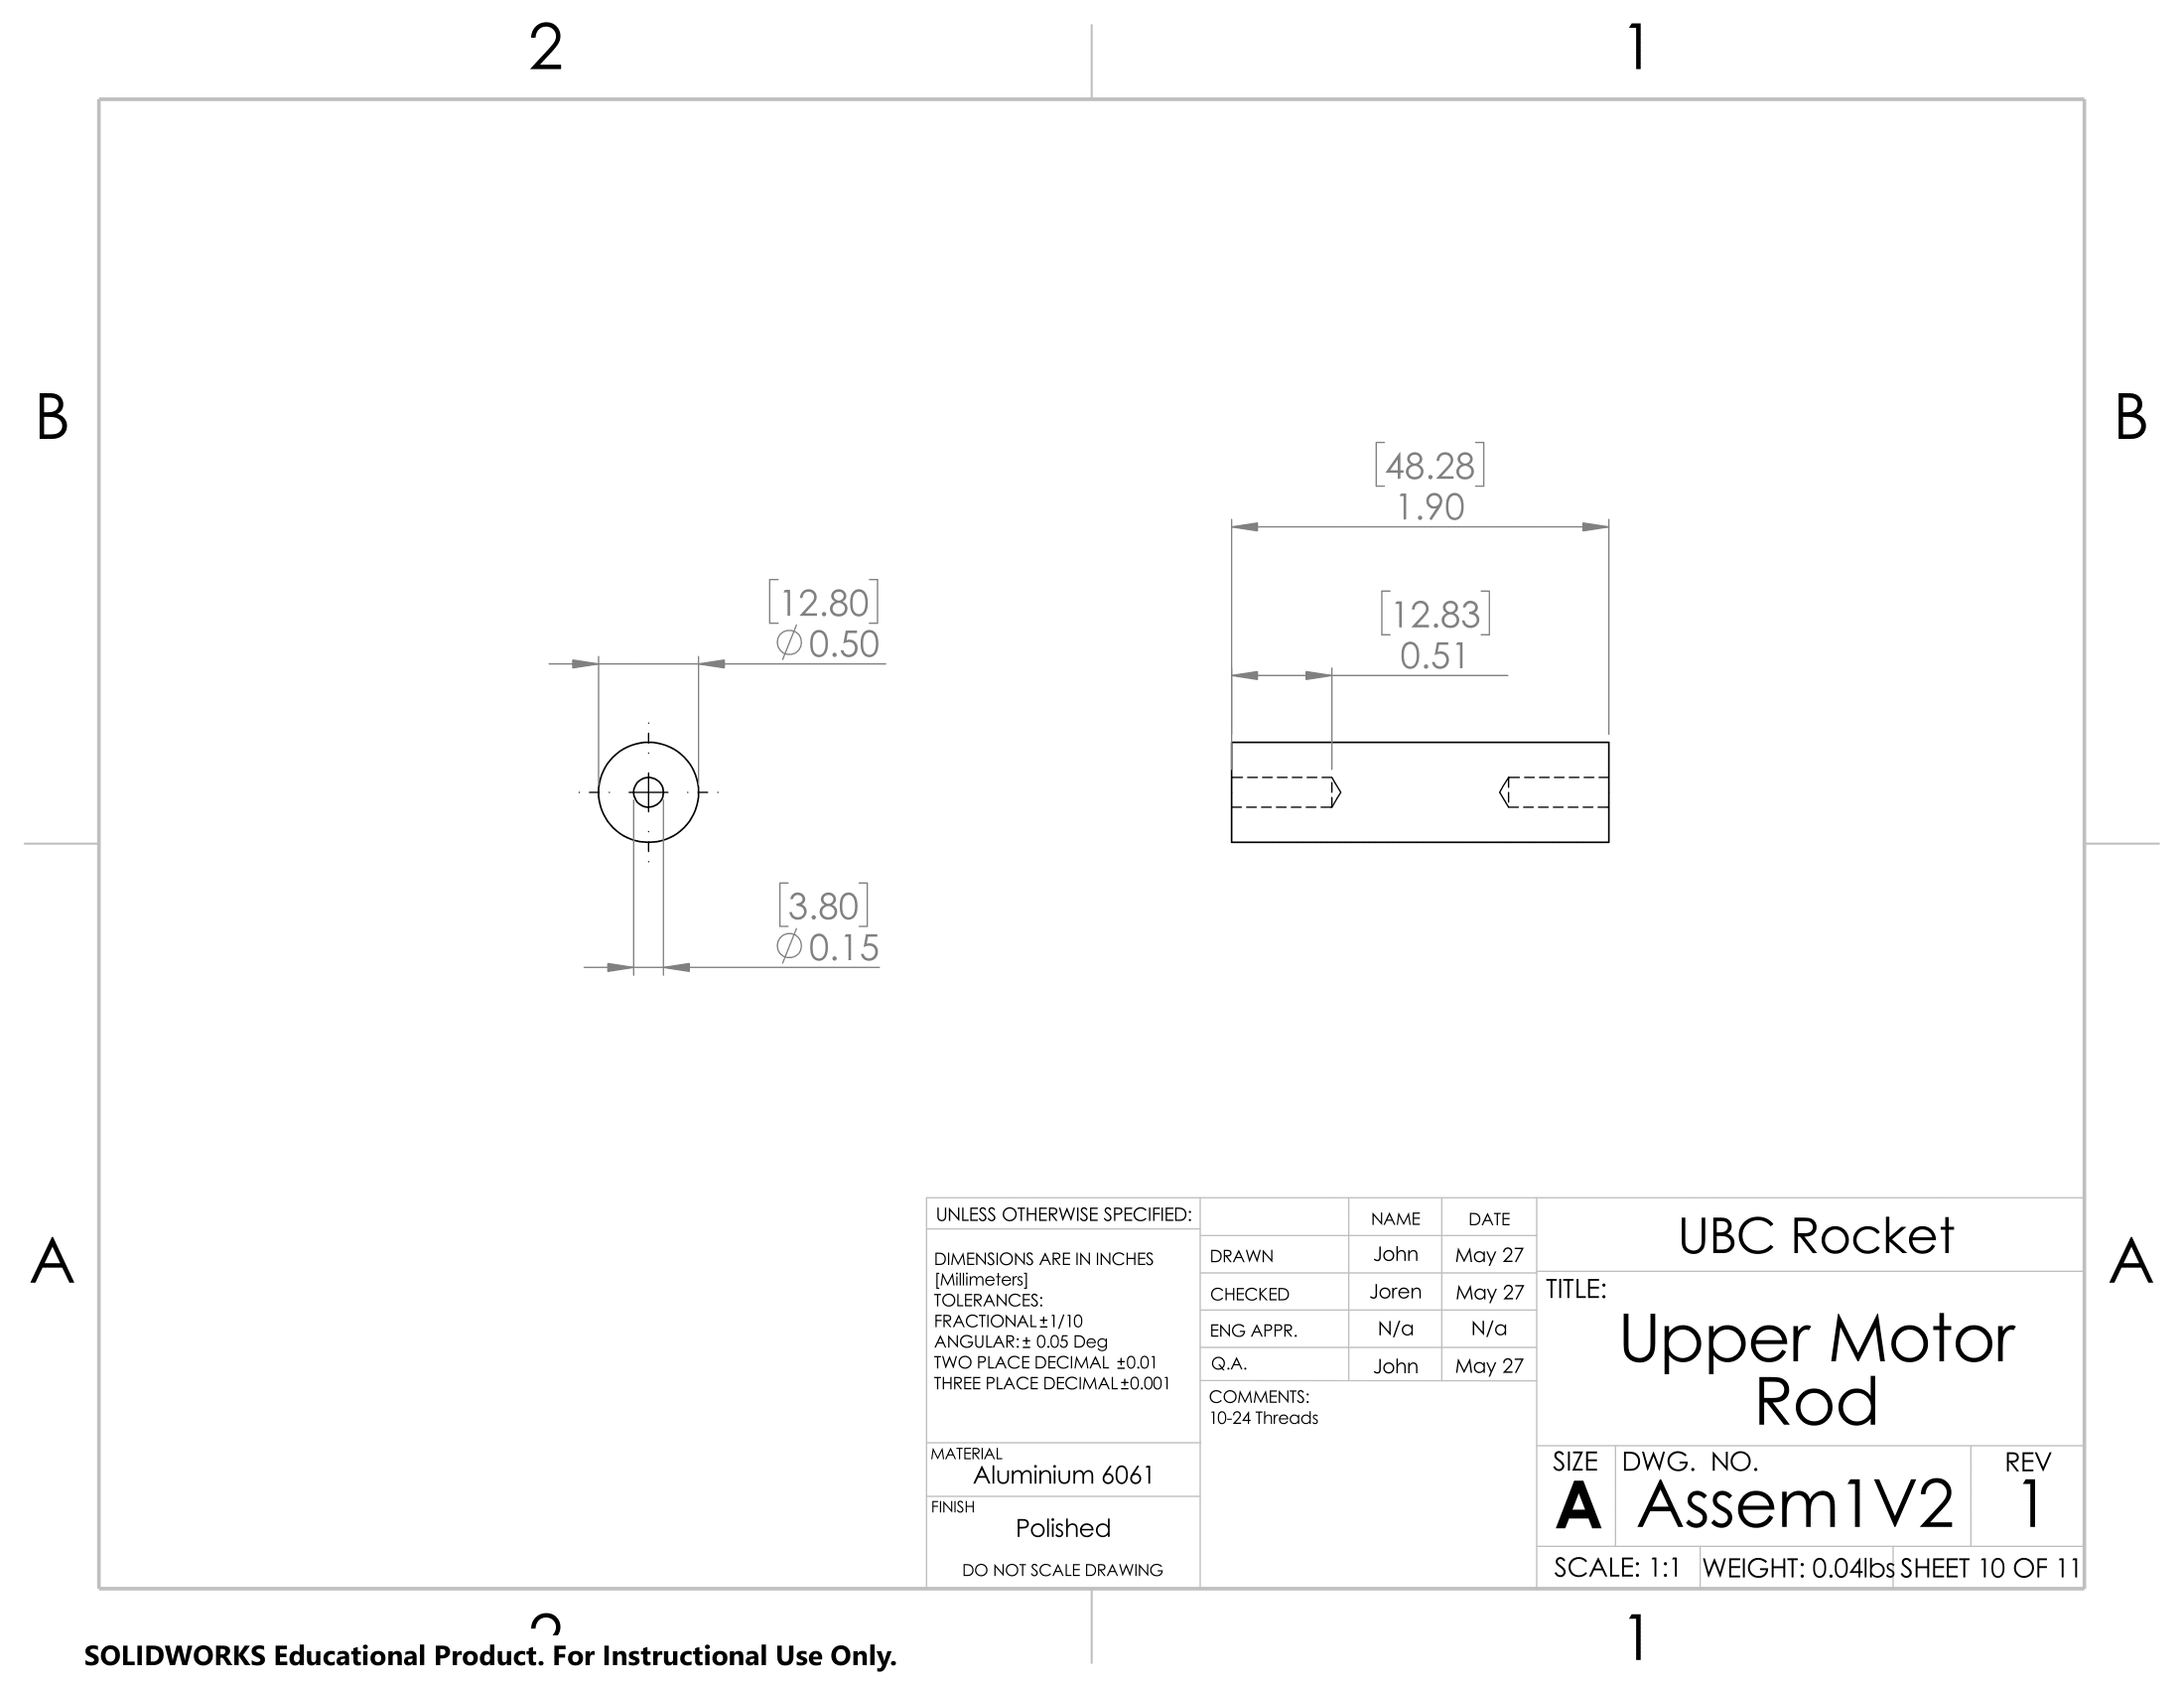 2
1
B
B
[48.28]
1.90
[12.80]
∅0.50
[12.83]
0.51
[3.80]
∅0.15
A
A
UNLESS OTHERWISE SPECIFIED:
DIMENSIONS ARE IN INCHES
[Millimeters]
TOLERANCES:
FRACTIONAL±1/10
ANGULAR:± 0.05 Deg
TWO PLACE DECIMAL ±0.01
THREE PLACE DECIMAL±0.001
MATERIAL
Aluminium 6061
FINISH
Polished
DO NOT SCALE DRAWING
NAME DATE
DRAWN John May 27
CHECKED Joren May 27
ENG APPR. N/a N/a
Q.A. John May 27
COMMENTS:
10-24 Threads
UBC Rocket
TITLE:
Upper Motor
Rod
SIZE DWG. NO. REV
A Assem1V2 1
SCALE: 1:1 WEIGHT: 0.04lbs SHEET 10 OF 11
2
1
SOLIDWORKS Educational Product. For Instructional Use Only.